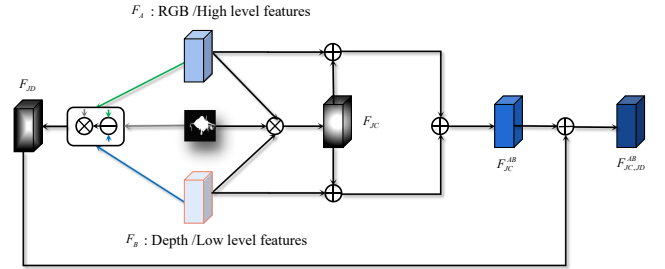 F_A : RGB /High level features
F_JD
F_JC
F_JC^AB
F_JC,JD^AB
F_B : Depth /Low level features